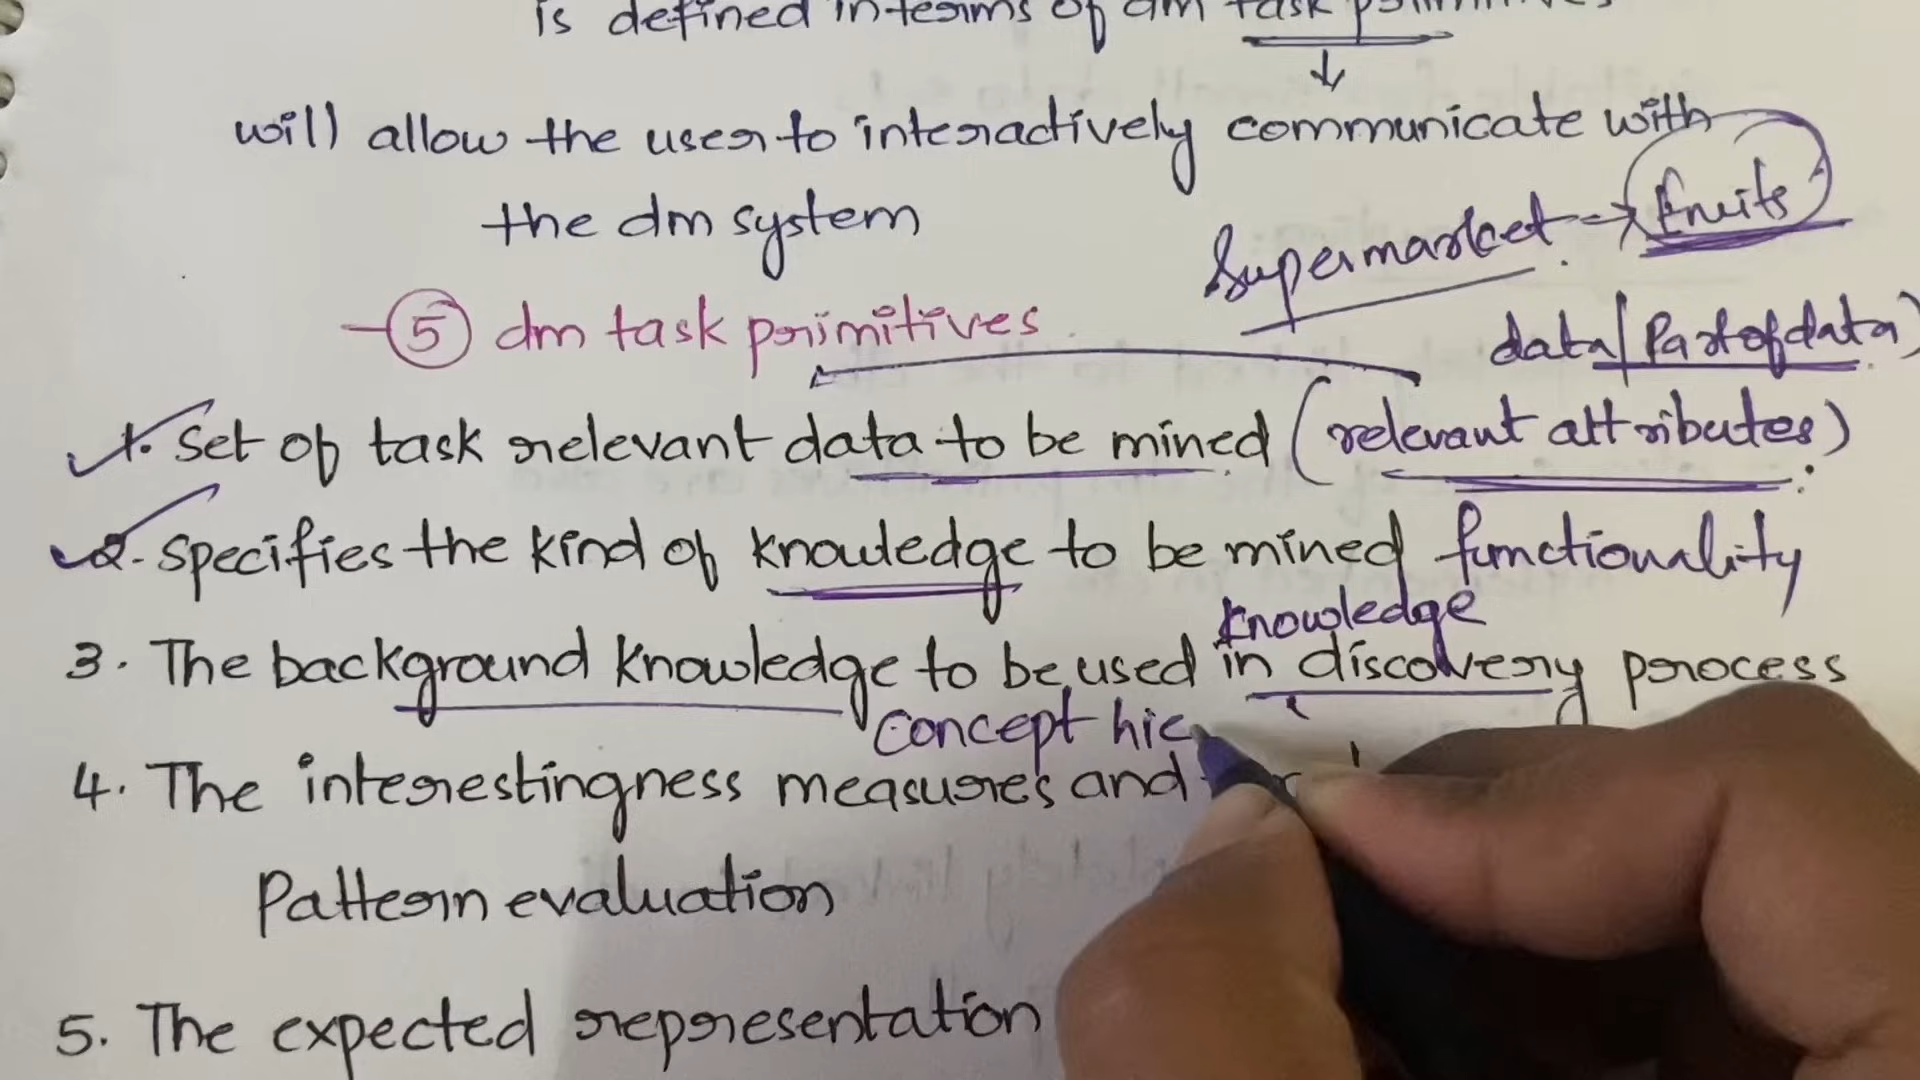 is defined in terms of dm task primitives
↓
will allow the user to interactively communicate with
the dm system
Supermarket → fruits
- 5 dm task primitives
data/Part of data)
1. Set of task relevant data to be mined (relevant attributes)
2. Specifies the kind of knowledge to be mined functionality
knowledge
3. The background knowledge to be used in discovery process
concept hie
4. The interestingness measures and
Pattern evaluation
5. The expected representation